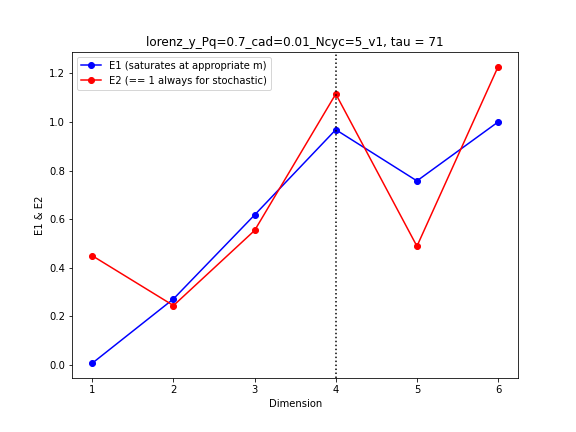 lorenz_y_Pq=0.7_cad=0.01_Ncyc=5_v1, tau = 71
E1 (saturates at appropriate m)
E2 (== 1 always for stochastic)
1.2
1.0
0.8
0.6
0.4
0.2
0.0
E1 & E2
1 2 3 4 5 6
Dimension